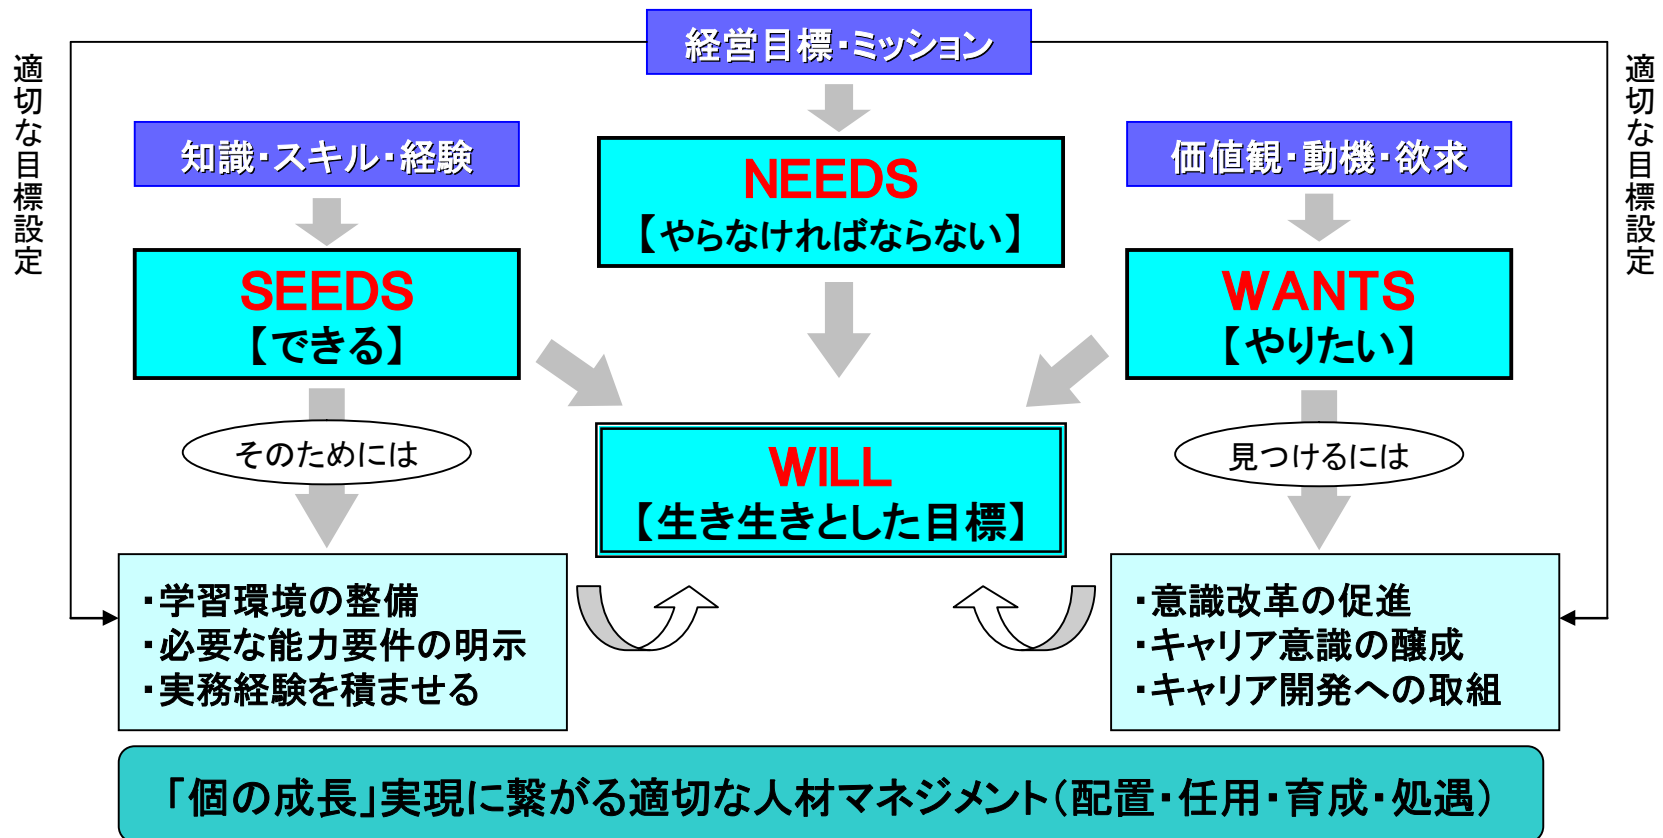 経営目標・ミッション
適切な目標設定
適切な目標設定
知識・スキル・経験
NEEDS
【やらなければならない】
価値観・動機・欲求
SEEDS
【できる】
WANTS
【やりたい】
そのためには
WILL
【生き生きとした目標】
見つけるには
・学習環境の整備
・必要な能力要件の明示
・実務経験を積ませる
・意識改革の促進
・キャリア意識の醸成
・キャリア開発への取組
「個の成長」実現に繋がる適切な人材マネジメント（配置・任用・育成・処遇）